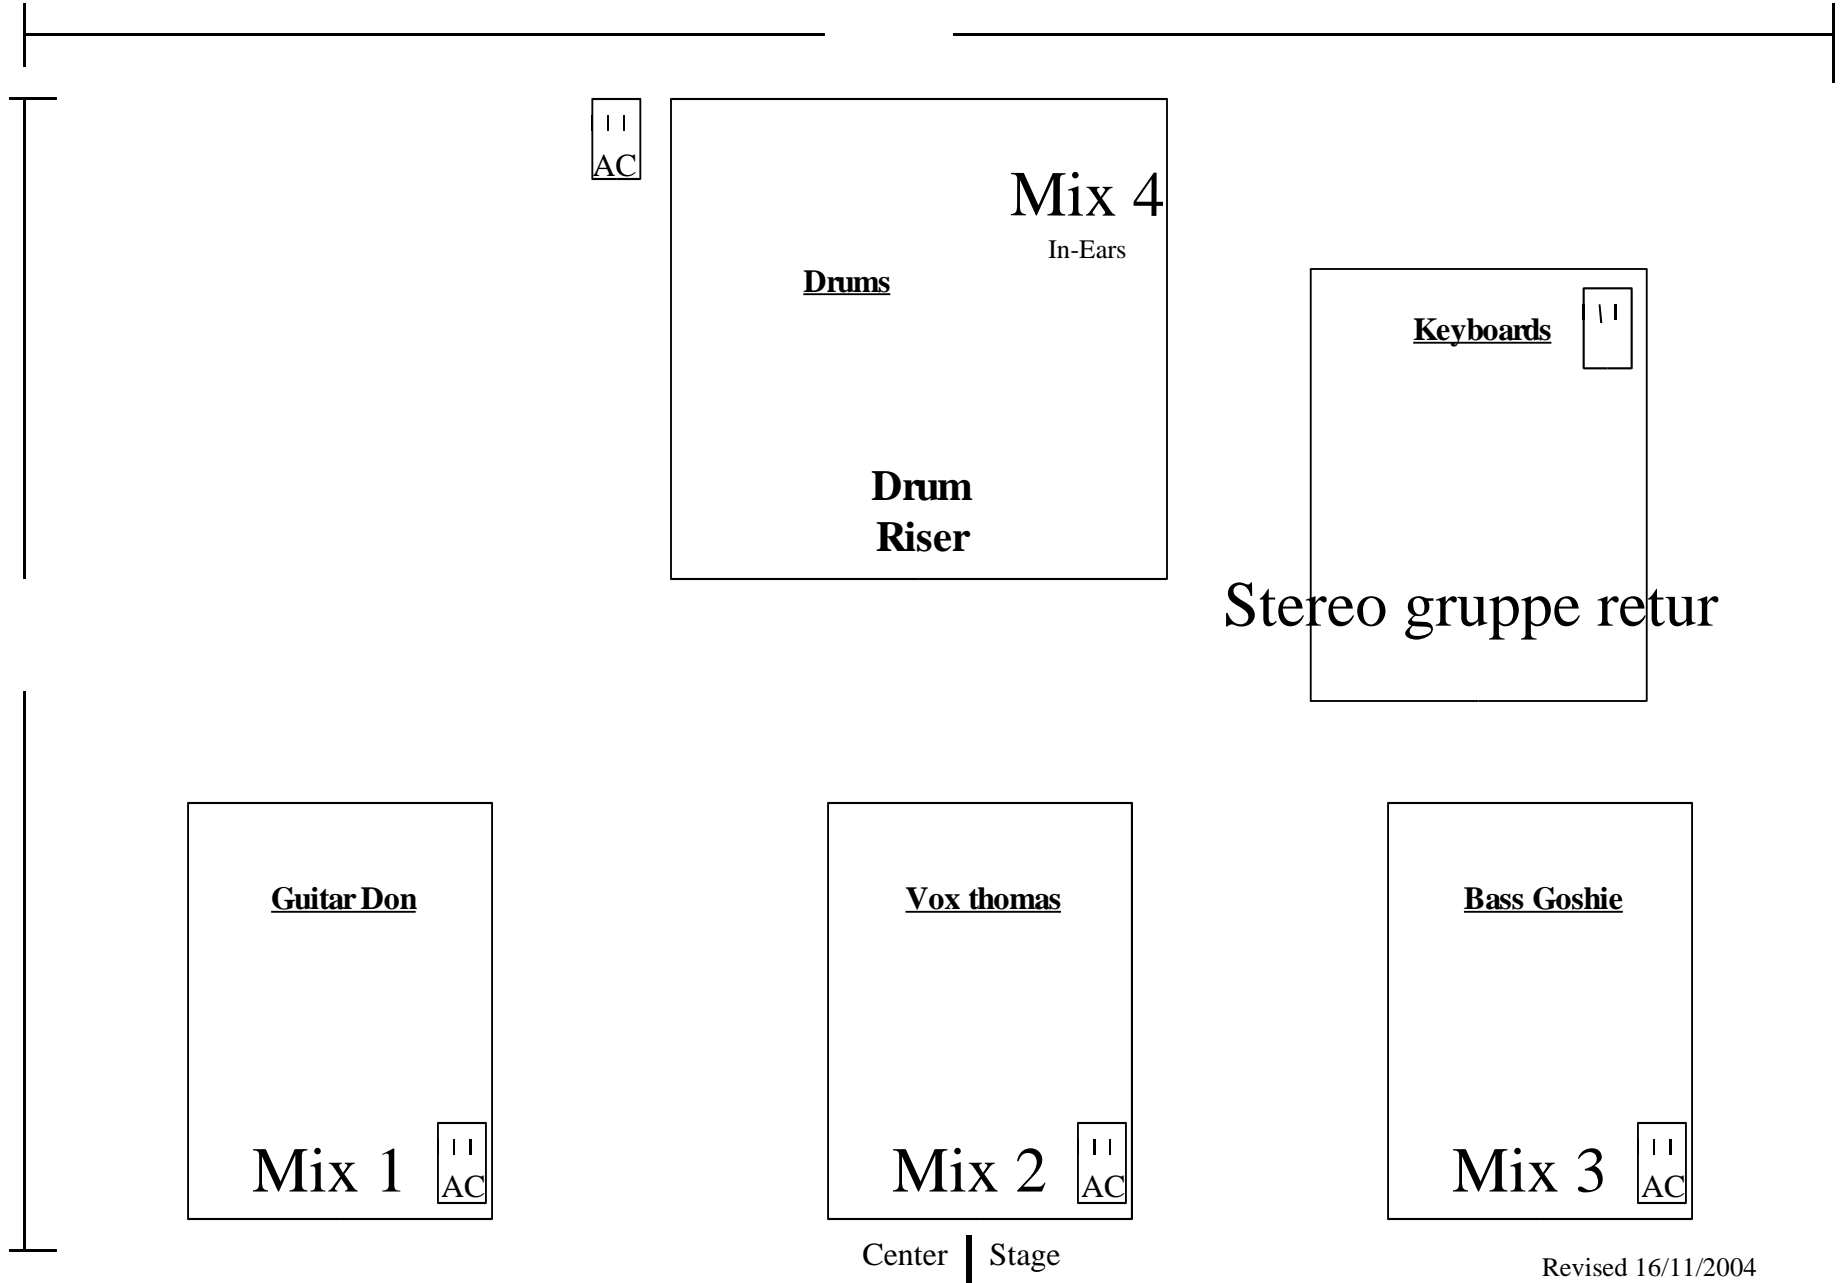 AC
Mix 4
In-Ears
Drums
Keyboards
Drum
Riser
Stereo gruppe retur
Guitar Don
Vox thomas
Bass Goshie
Mix 1
AC
Mix 2
AC
Mix 3
AC
Center Stage
Revised 16/11/2004